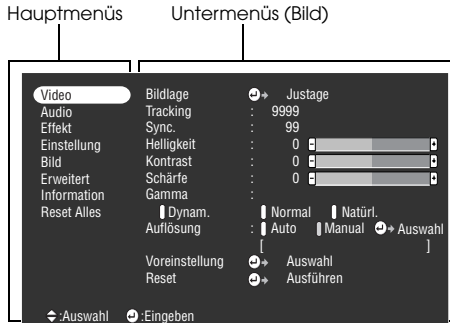 Hauptmenüs Untermenüs (Bild)
Video Bildlage Justage
Audio Tracking : 9999
Effekt Sync. : 99
Einstellung Helligkeit : 0 - +
Bild Kontrast : 0 - +
Erweitert Schärfe : 0 - +
Information Gamma :
Reset Alles Dynam. Normal Natürl.
Auflösung : Auto Manual Auswahl
[ ]
Voreinstellung Auswahl
Reset Ausführen
:Auswahl :Eingeben